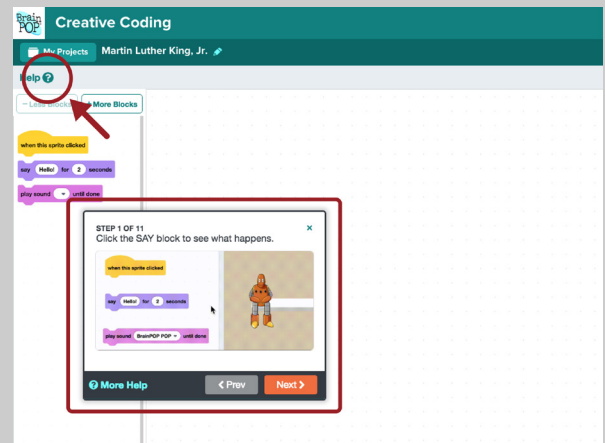 Brain POP
Creative Coding
My Projects Martin Luther King, Jr.
Help ?
− Less Blocks + More Blocks
when this sprite clicked
say Hello! for 2 seconds
play sound until done
STEP 1 OF 11 ×
Click the SAY block to see what happens.
when this sprite clicked
say Hello! for 2 seconds
play sound BrainPOP POP until done
? More Help < Prev Next >